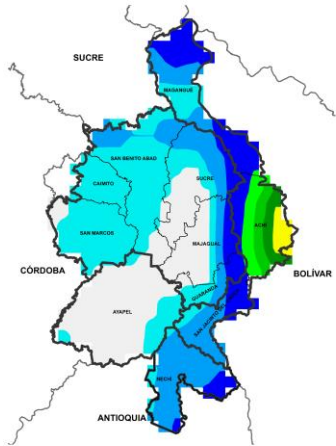 SUCRE
MAGANGUÉ
SAN BENITO ABAD
CAIMITO
SUCRE
ACHÍ
SAN MARCOS
MAJAGUAL
CÓRDOBA
BOLÍVAR
GUARANDA
SAN JACINTO
AYAPEL
NECHÍ
ANTIOQUIA